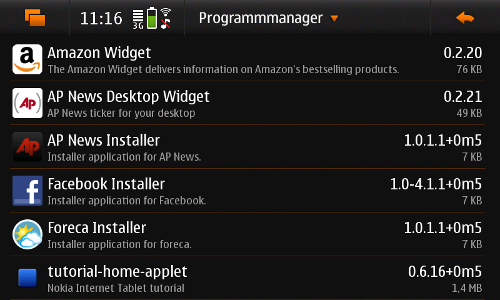 11:16
3G
Programmmanager
a
Amazon Widget
0.2.20
The Amazon Widget delivers information on Amazon's bestselling products.
76 KB
AP
AP News Desktop Widget
0.2.21
AP News ticker for your desktop
49 KB
AP
AP News Installer
1.0.1.1+0m5
Installer application for AP News.
7 KB
f
Facebook Installer
1.0-4.1.1+0m5
Installer application for Facebook.
7 KB
Foreca Installer
1.0.1.1+0m5
Installer application for foreca.
7 KB
tutorial-home-applet
0.6.16+0m5
Nokia Internet Tablet tutorial
1,4 MB